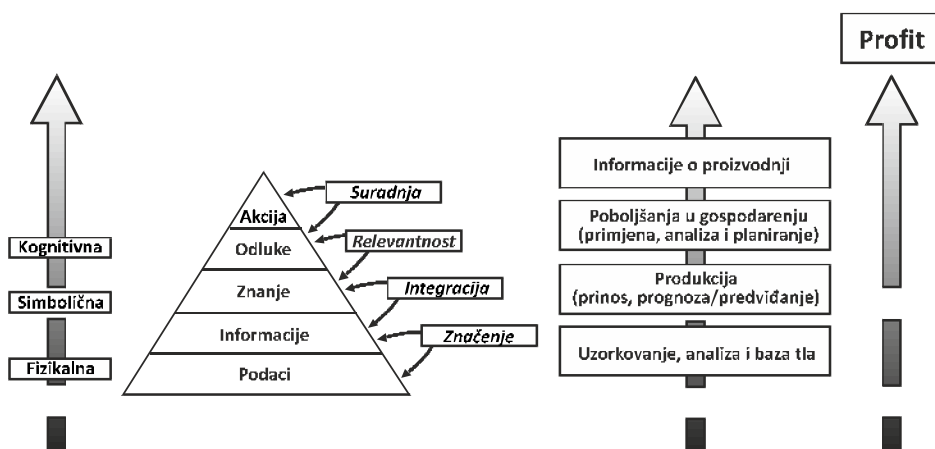 Profit
Kognitivna
Simbolična
Fizikalna
Akcija
Odluke
Znanje
Informacije
Podaci
Suradnja
Relevantnost
Integracija
Značenje
Informacije o proizvodnji
Poboljšanja u gospodarenju
(primjena, analiza i planiranje)
Produkcija
(prinos, prognoza/predviđanje)
Uzorkovanje, analiza i baza tla